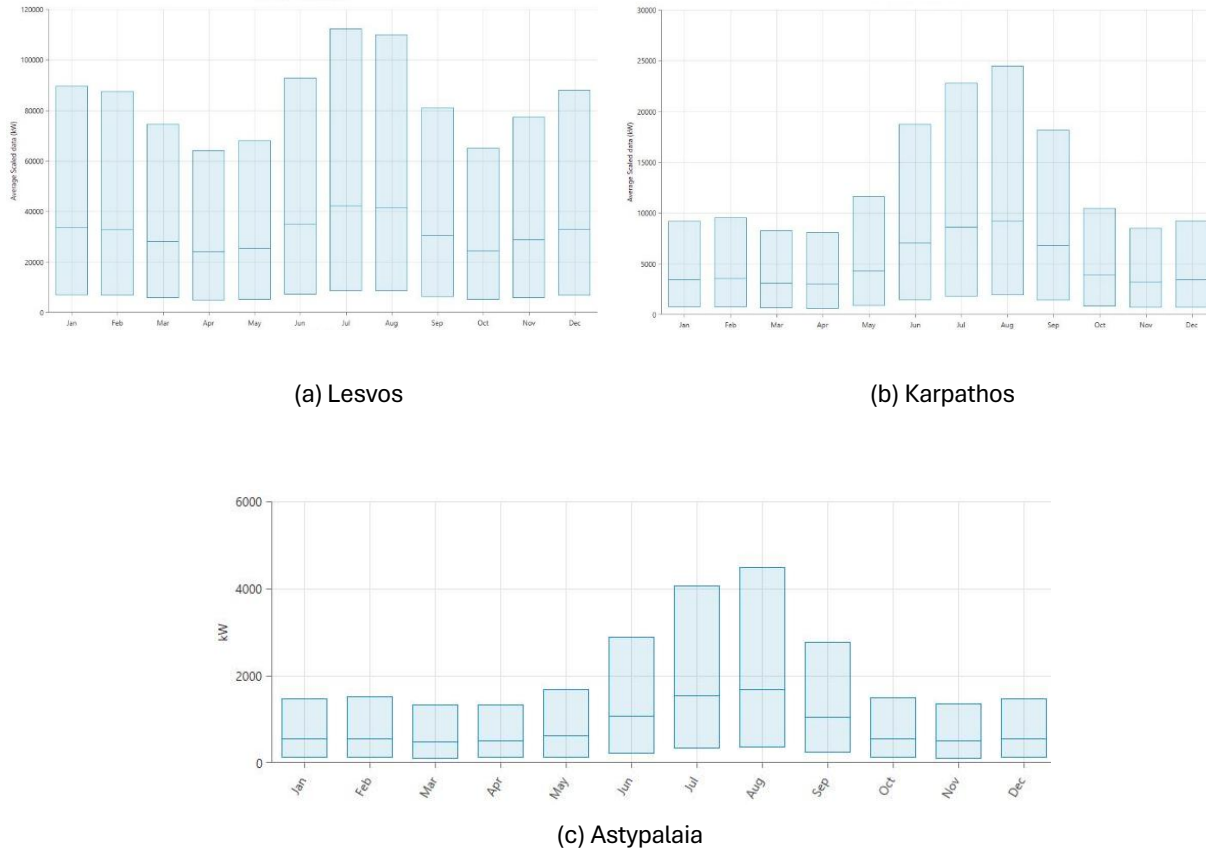 120000
100000
80000
60000
40000
20000
0
Average Scaled data (kW)
Jan Feb Mar Apr May Jun Jul Aug Sep Oct Nov Dec
(a) Lesvos
30000
25000
20000
15000
10000
5000
0
Average Scaled data (kW)
Jan Feb Mar Apr May Jun Jul Aug Sep Oct Nov Dec
(b) Karpathos
6000
4000
2000
0
kW
Jan Feb Mar Apr May Jun Jul Aug Sep Oct Nov Dec
(c) Astypalaia